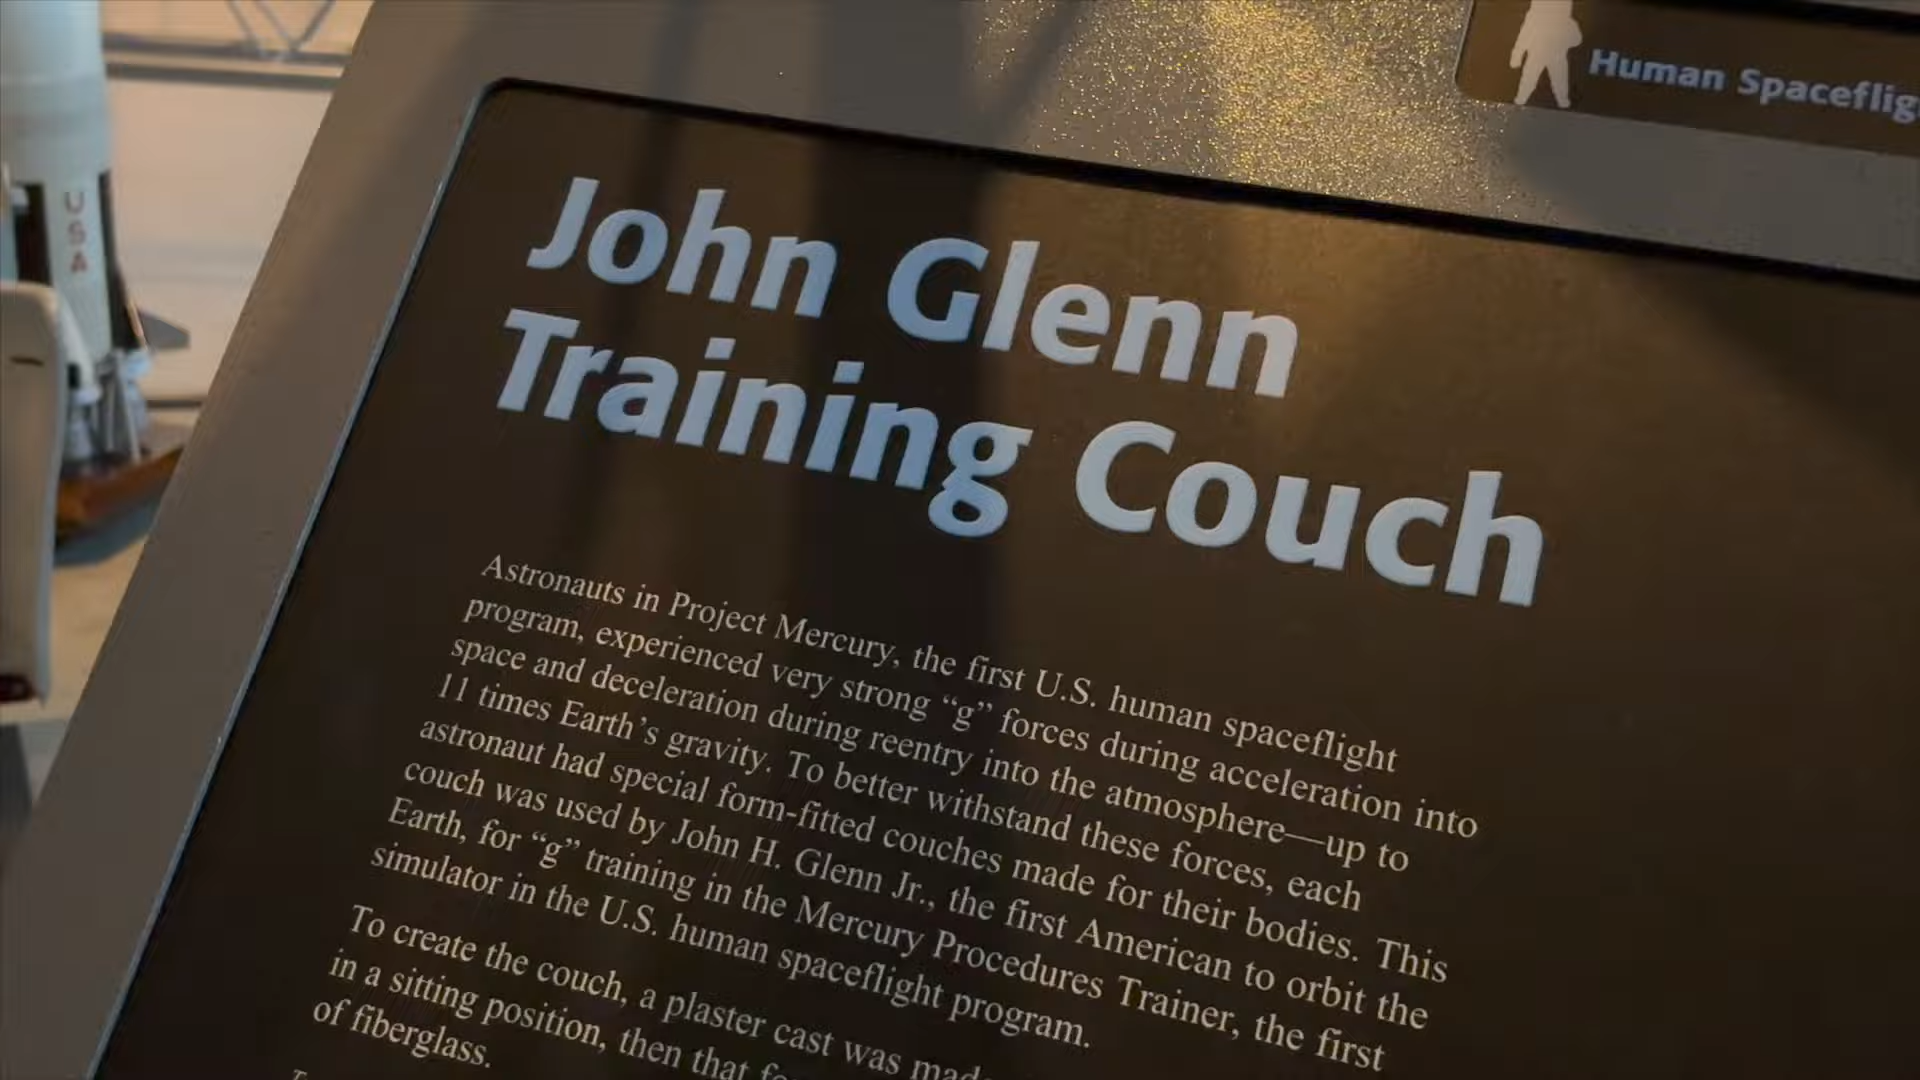 Human Spacefligh
USA
John Glenn
Training Couch
Astronauts in Project Mercury, the first U.S. human spaceflight
program, experienced very strong “g” forces during acceleration into
space and deceleration during reentry into the atmosphere—up to
11 times Earth’s gravity. To better withstand these forces, each
astronaut had special form-fitted couches made for their bodies. This
couch was used by John H. Glenn Jr., the first American to orbit the
Earth, for “g” training in the Mercury Procedures Trainer, the first
simulator in the U.S. human spaceflight program.
To create the couch, a plaster cast was made
in a sitting position, then that
of fiberglass.